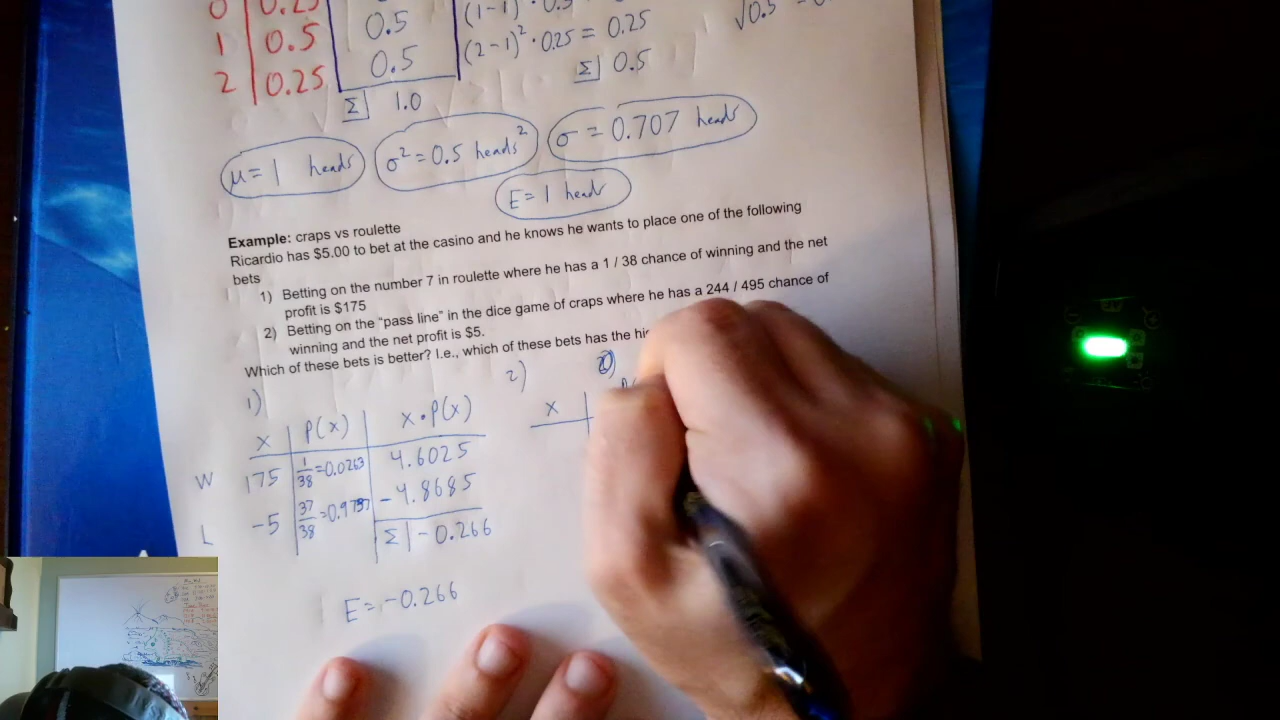 0 | 0.25
0.5
(1-1)² · 0.5
√0.5
1 | 0.5
0.5
(2-1)² · 0.25 = 0.25
2 | 0.25
Σ| 1.0
Σ| 0.5
μ = 1 heads
σ² = 0.5 heads²
σ = 0.707 heads
E = 1 heads
Example: craps vs roulette
Ricardio has $5.00 to bet at the casino and he knows he wants to place one of the following
bets
1) Betting on the number 7 in roulette where he has a 1 / 38 chance of winning and the net
profit is $175
2) Betting on the “pass line” in the dice game of craps where he has a 244 / 495 chance of
winning and the net profit is $5.
Which of these bets is better? I.e., which of these bets has the
1)
x | P(x) | x·P(x)
W 175 | 1/38 = 0.0263 | 4.6025
L -5 | 37/38 = 0.9737 | -4.8685
Σ| -0.266
E = -0.266
2)
x |